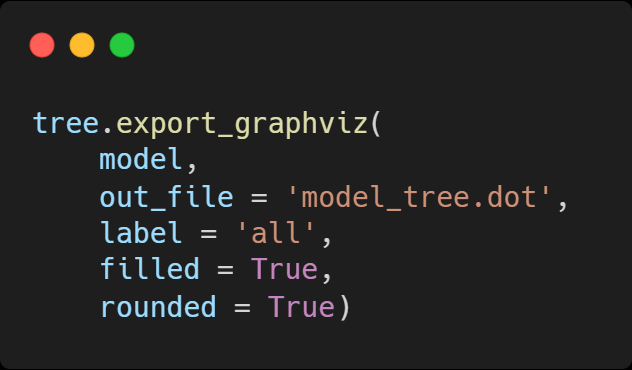 tree.export_graphviz(
    model,
    out_file = 'model_tree.dot',
    label = 'all',
    filled = True,
    rounded = True)